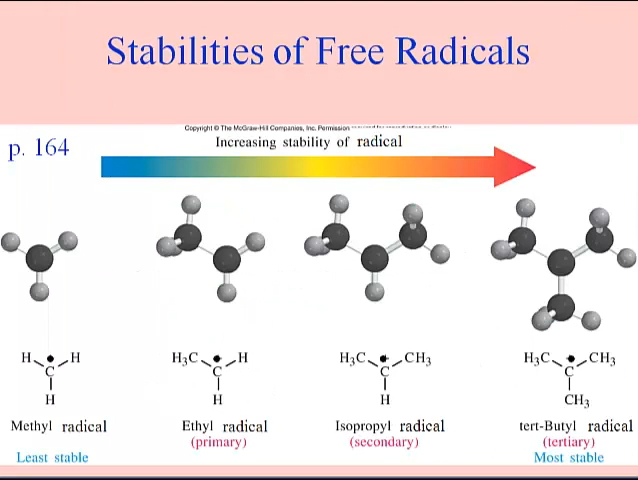 Stabilities of Free Radicals
Copyright © The McGraw-Hill Companies, Inc. Permission
p. 164
Increasing stability of radical
H H H₃C H H₃C CH₃ H₃C CH₃
C C C C
H H H CH₃
Methyl radical Ethyl radical Isopropyl radical tert-Butyl radical
(primary) (secondary) (tertiary)
Least stable Most stable